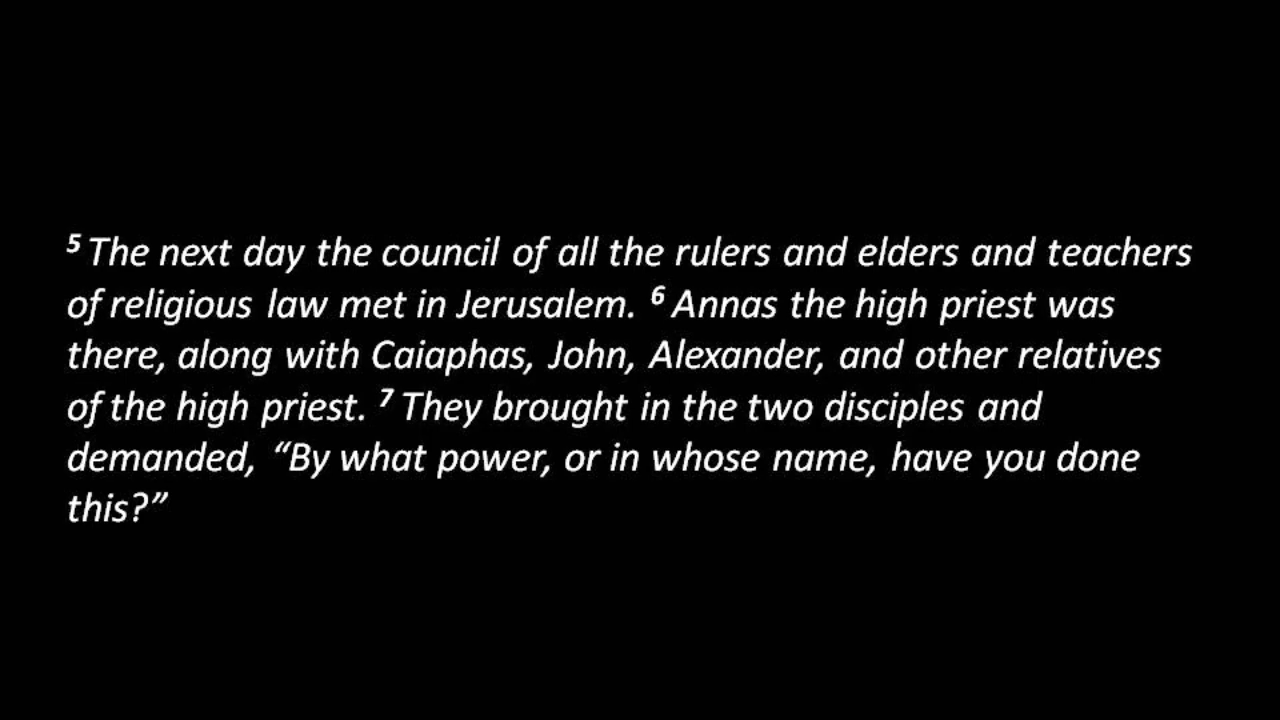 5 The next day the council of all the rulers and elders and teachers
of religious law met in Jerusalem. 6 Annas the high priest was
there, along with Caiaphas, John, Alexander, and other relatives
of the high priest. 7 They brought in the two disciples and
demanded, “By what power, or in whose name, have you done
this?”